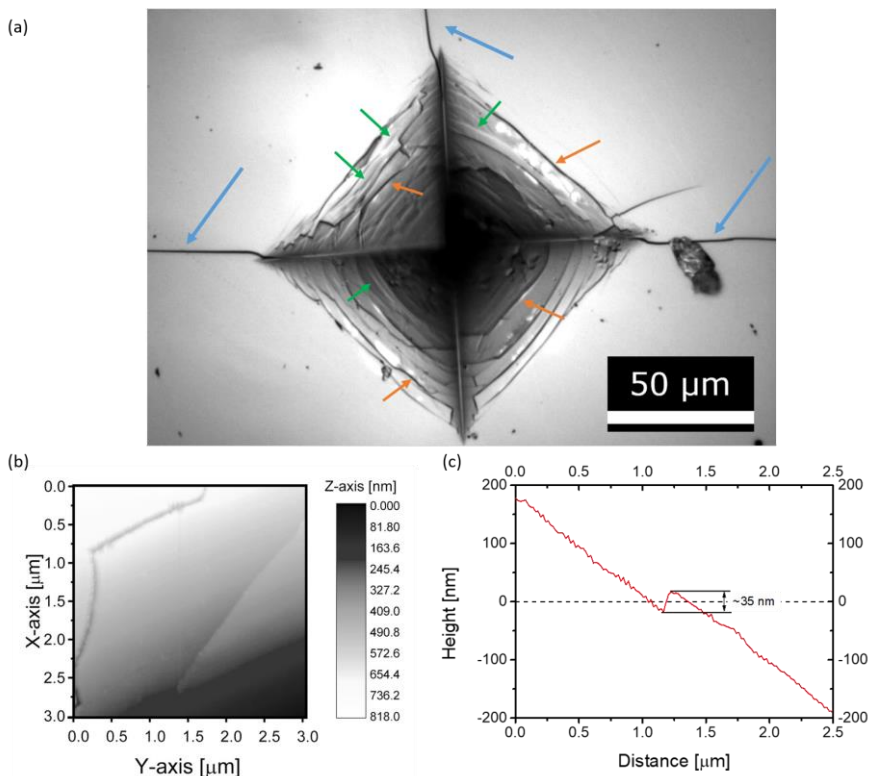 (a)
50 µm
(b)
X-axis [µm]
0.0
0.5
1.0
1.5
2.0
2.5
3.0
0.0 0.5 1.0 1.5 2.0 2.5 3.0
Y-axis [µm]
Z-axis [nm]
0.000
81.80
163.6
245.4
327.2
409.0
490.8
572.6
654.4
736.2
818.0
(c)
0.0 0.5 1.0 1.5 2.0 2.5
Height [nm]
200
100
0
-100
-200
~35 nm
200
100
0
-100
-200
0.0 0.5 1.0 1.5 2.0 2.5
Distance [µm]